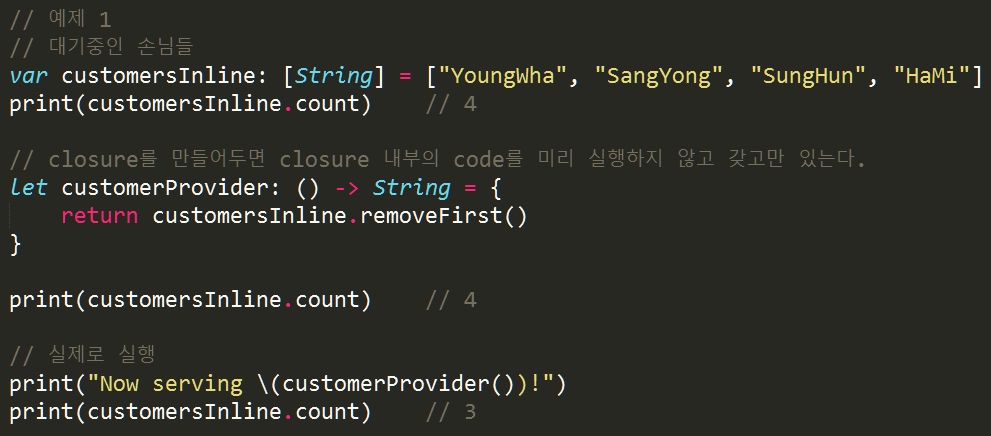 // 예제 1
// 대기중인 손님들
var customersInline: [String] = ["YoungWha", "SangYong", "SungHun", "HaMi"]
print(customersInline.count)    // 4
// closure를 만들어두면 closure 내부의 code를 미리 실행하지 않고 갖고만 있는다.
let customerProvider: () -> String = {
    return customersInline.removeFirst()
}
print(customersInline.count)    // 4
// 실제로 실행
print("Now serving \(customerProvider())!")
print(customersInline.count)    // 3